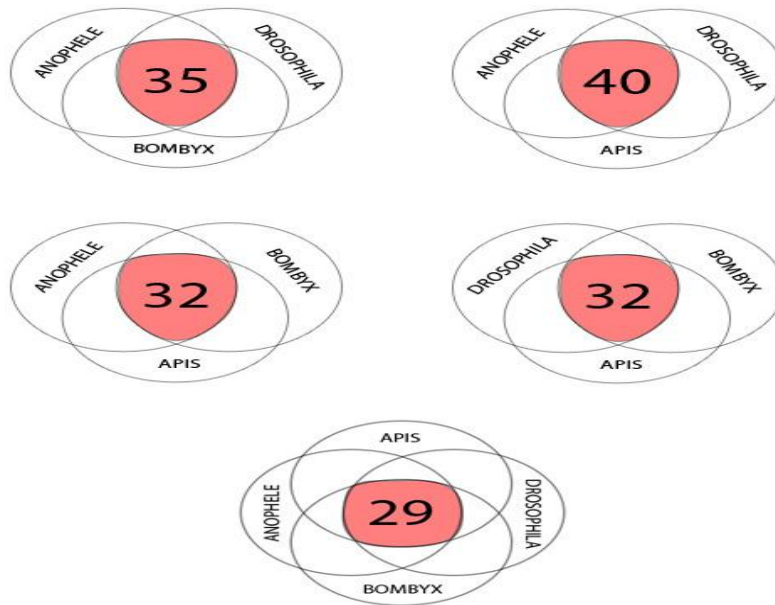 ANOPHELE
DROSOPHILA
35
BOMBYX
ANOPHELE
DROSOPHILA
40
APIS
ANOPHELE
BOMBYX
32
APIS
DROSOPHILA
BOMBYX
32
APIS
APIS
ANOPHELE
29
DROSOPHILA
BOMBYX